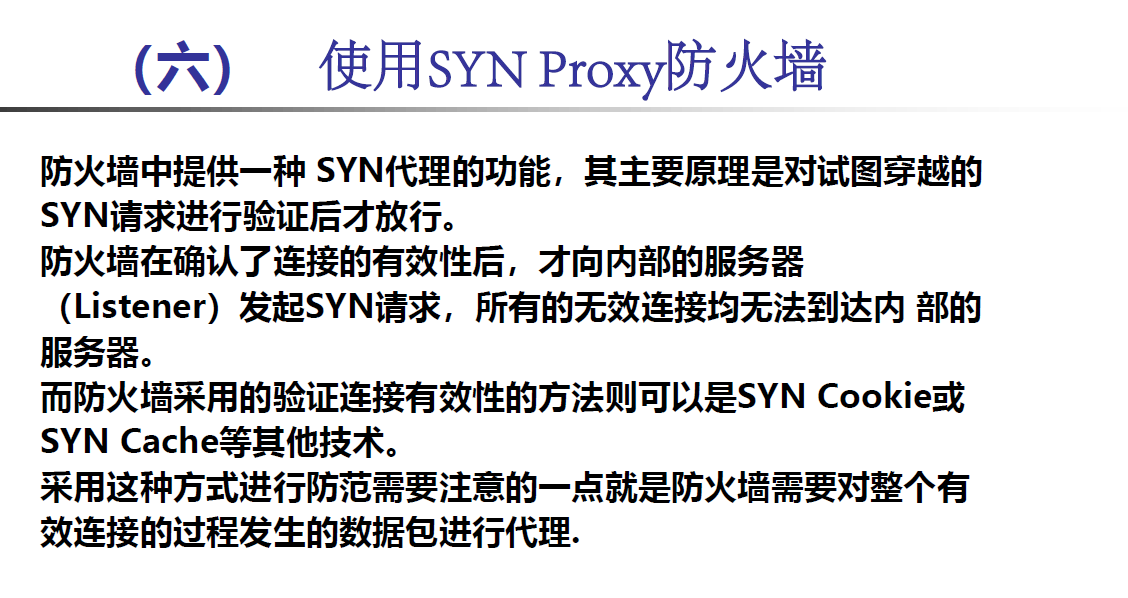 （六） 使用SYN Proxy防火墙
防火墙中提供一种 SYN代理的功能，其主要原理是对试图穿越的
SYN请求进行验证后才放行。
防火墙在确认了连接的有效性后，才向内部的服务器
（Listener）发起SYN请求，所有的无效连接均无法到达内 部的
服务器。
而防火墙采用的验证连接有效性的方法则可以是SYN Cookie或
SYN Cache等其他技术。
采用这种方式进行防范需要注意的一点就是防火墙需要对整个有
效连接的过程发生的数据包进行代理.